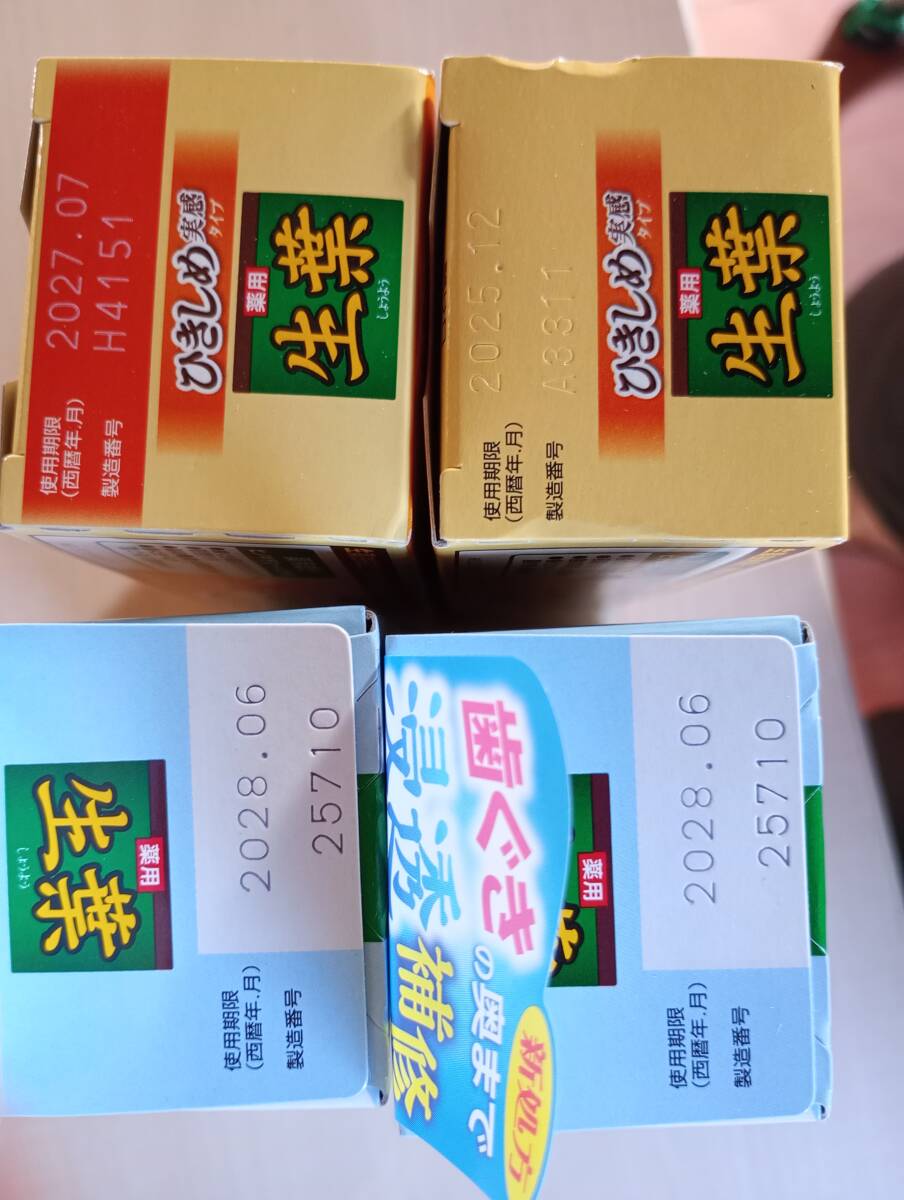 使用期限 2027.07
(西暦年.月)
製造番号 H4151
ひきしめ実感
タイプ
薬用
生葉
しょうよう
使用期限 2025.12
(西暦年.月)
製造番号 A331
ひきしめ実感
タイプ
薬用
生葉
しょうよう
薬用
生葉
しょうよう
使用期限 2028.06
(西暦年.月)
製造番号 25710
新処方
歯ぐきの奥まで
浸透補修
薬用
使用期限 2028.06
(西暦年.月)
製造番号 25710